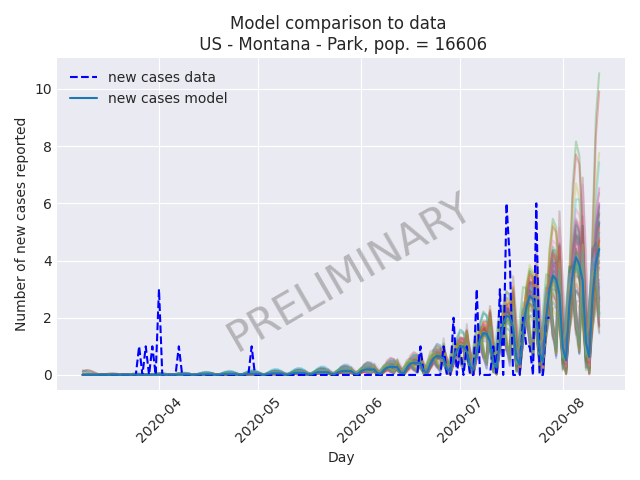 Model comparison to data
US - Montana - Park, pop. = 16606
new cases data
new cases model
Number of new cases reported
10
8
6
4
2
0
PRELIMINARY
2020-04
2020-05
2020-06
2020-07
2020-08
Day